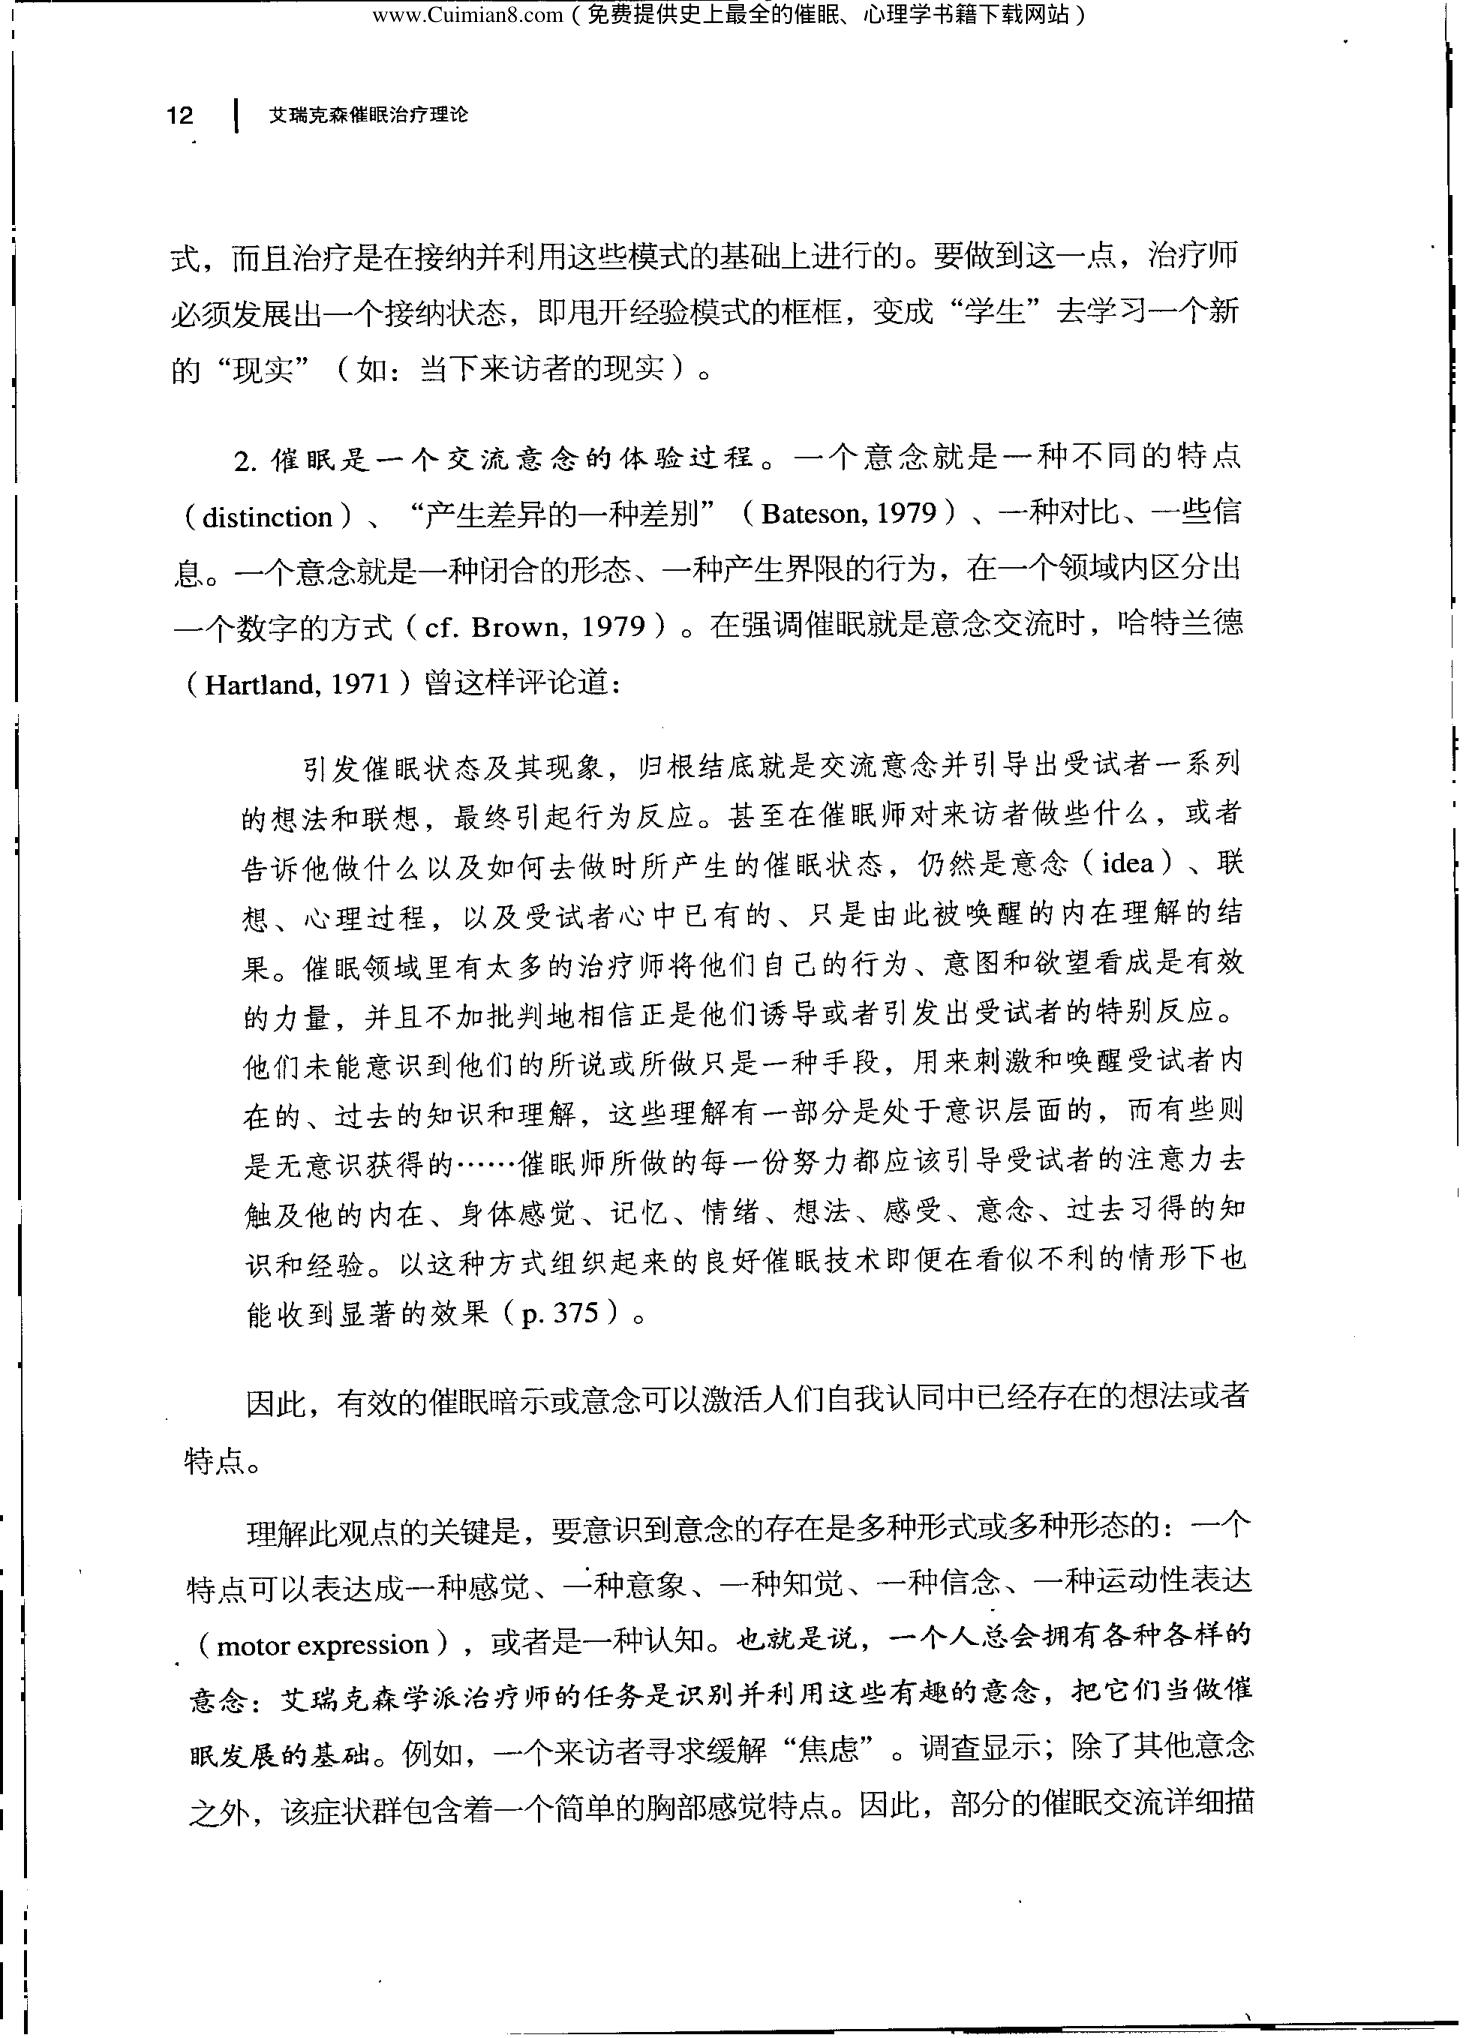 www.Cuimian8.com（免费提供史上最全的催眠、心理学书籍下载网站）
12 艾瑞克森催眠治疗理论
式，而且治疗是在接纳并利用这些模式的基础上进行的。要做到这一点，治疗师
必须发展出一个接纳状态，即甩开经验模式的框框，变成“学生”去学习一个新
的“现实”（如：当下来访者的现实）。
2. 催眠是一个交流意念的体验过程。一个意念就是一种不同的特点
（distinction）、“产生差异的一种差别”（Bateson, 1979）、一种对比、一些信
息。一个意念就是一种闭合的形态、一种产生界限的行为，在一个领域内区分出
一个数字的方式（cf. Brown, 1979）。在强调催眠就是意念交流时，哈特兰德
（Hartland, 1971）曾这样评论道：
引发催眠状态及其现象，归根结底就是交流意念并引导出受试者一系列
的想法和联想，最终引起行为反应。甚至在催眠师对来访者做些什么，或者
告诉他做什么以及如何去做时所产生的催眠状态，仍然是意念（idea）、联
想、心理过程，以及受试者心中已有的、只是由此被唤醒的内在理解的结
果。催眠领域里有太多的治疗师将他们自己的行为、意图和欲望看成是有效
的力量，并且不加批判地相信正是他们诱导或者引发出受试者的特别反应。
他们未能意识到他们的所说或所做只是一种手段，用来刺激和唤醒受试者内
在的、过去的知识和理解，这些理解有一部分是处于意识层面的，而有些则
是无意识获得的……催眠师所做的每一份努力都应该引导受试者的注意力去
触及他的内在、身体感觉、记忆、情绪、想法、感受、意念、过去习得的知
识和经验。以这种方式组织起来的良好催眠技术即便在看似不利的情形下也
能收到显著的效果（p. 375）。
因此，有效的催眠暗示或意念可以激活人们自我认同中已经存在的想法或者
特点。
理解此观点的关键是，要意识到意念的存在是多种形式或多种形态的：一个
特点可以表达成一种感觉、一种意象、一种知觉、一种信念、一种运动性表达
（motor expression），或者是一种认知。也就是说，一个人总会拥有各种各样的
意念：艾瑞克森学派治疗师的任务是识别并利用这些有趣的意念，把它们当做催
眠发展的基础。例如，一个来访者寻求缓解“焦虑”。调查显示；除了其他意念
之外，该症状群包含着一个简单的胸部感觉特点。因此，部分的催眠交流详细描